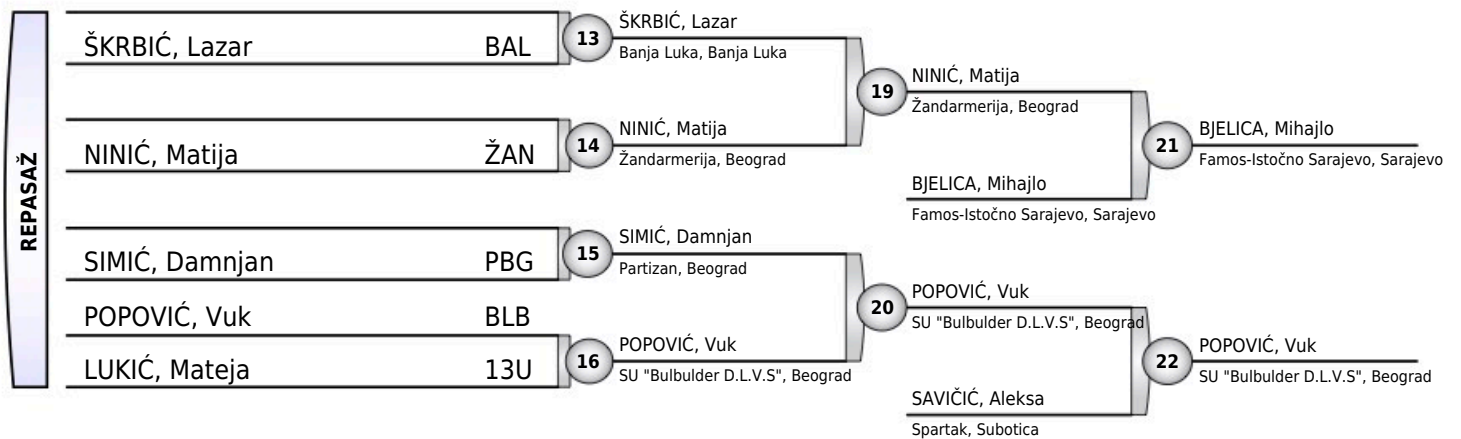 REPASAŽ
ŠKRBIĆ, Lazar BAL
NINIĆ, Matija ŽAN
SIMIĆ, Damnjan PBG
POPOVIĆ, Vuk BLB
LUKIĆ, Mateja 13U
13
ŠKRBIĆ, Lazar
Banja Luka, Banja Luka
14
NINIĆ, Matija
Žandarmerija, Beograd
15
SIMIĆ, Damnjan
Partizan, Beograd
16
POPOVIĆ, Vuk
SU "Bulbulder D.L.V.S", Beograd
19
NINIĆ, Matija
Žandarmerija, Beograd
BJELICA, Mihajlo
Famos-Istočno Sarajevo, Sarajevo
20
POPOVIĆ, Vuk
SU "Bulbulder D.L.V.S", Beograd
SAVIČIĆ, Aleksa
Spartak, Subotica
21
BJELICA, Mihajlo
Famos-Istočno Sarajevo, Sarajevo
22
POPOVIĆ, Vuk
SU "Bulbulder D.L.V.S", Beograd